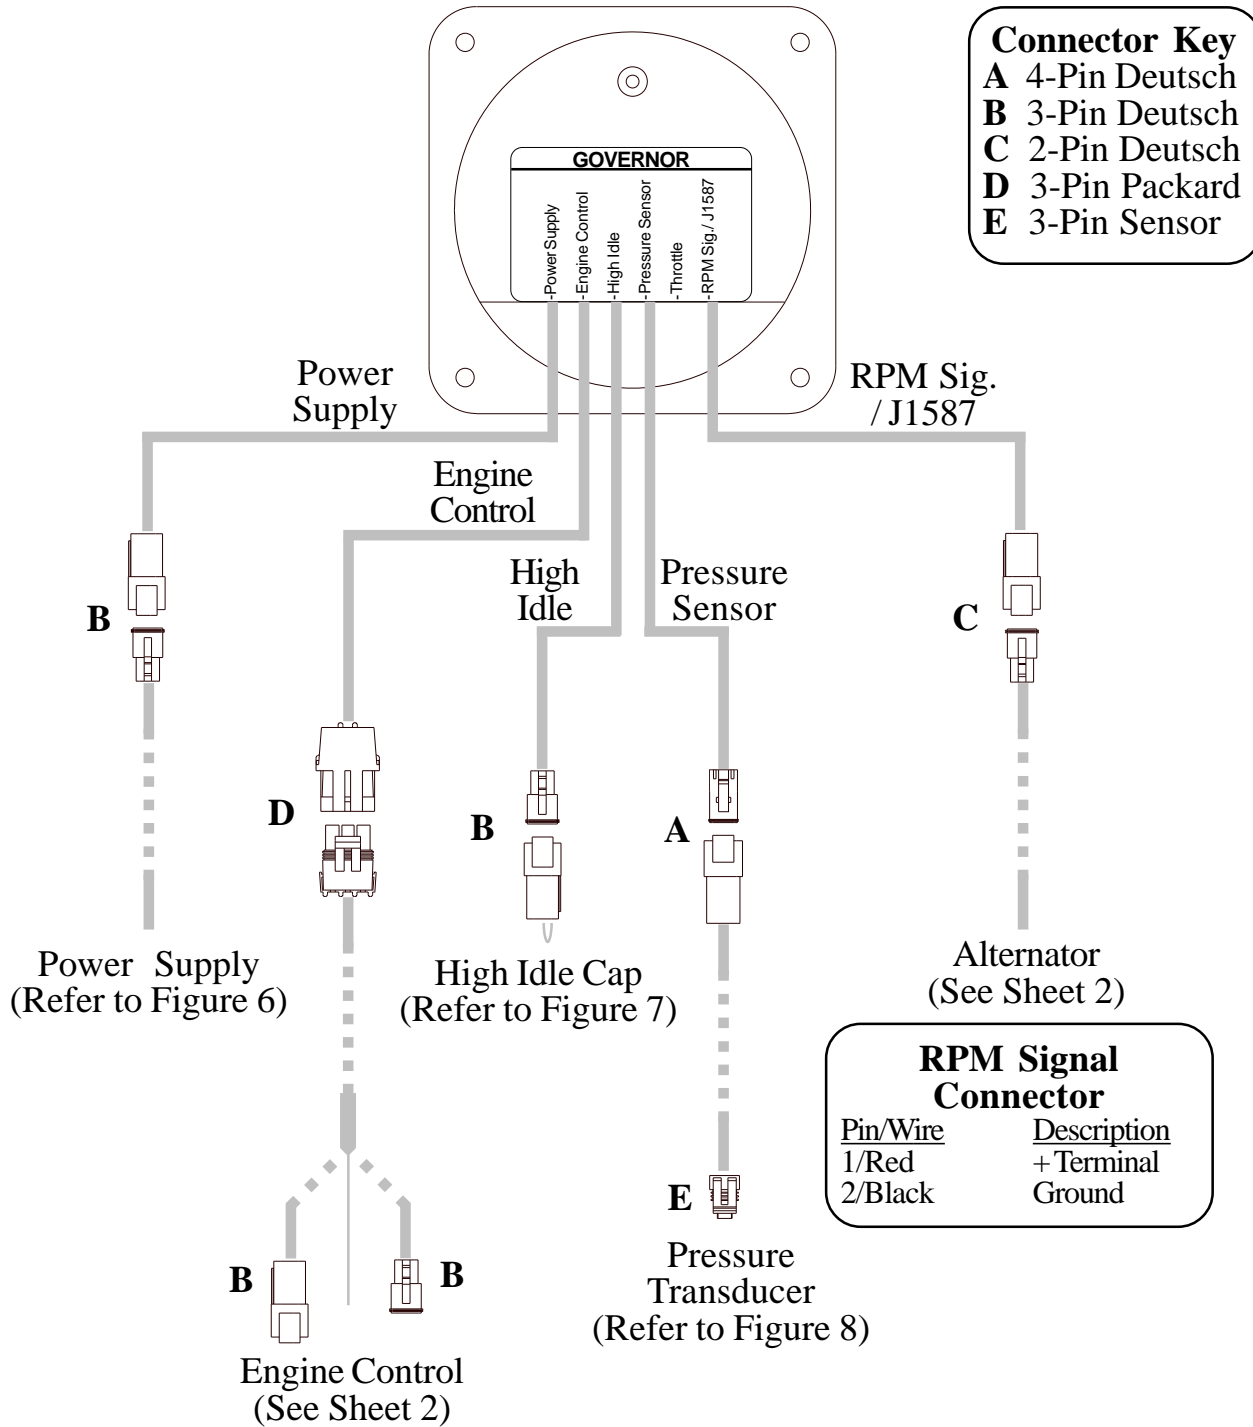 Connector Key
A 4-Pin Deutsch
B 3-Pin Deutsch
C 2-Pin Deutsch
D 3-Pin Packard
E 3-Pin Sensor
GOVERNOR
-Power Supply
-Engine Control
-High Idle
-Pressure Sensor
-Throttle
-RPM Sig./ J1587
Power
Supply
RPM Sig.
/ J1587
Engine
Control
High
Idle
Pressure
Sensor
B
C
D
B
A
Power Supply
(Refer to Figure 6)
High Idle Cap
(Refer to Figure 7)
Alternator
(See Sheet 2)
RPM Signal
Connector
Pin/Wire Description
1/Red + Terminal
2/Black Ground
E
Pressure
Transducer
(Refer to Figure 8)
B
B
Engine Control
(See Sheet 2)